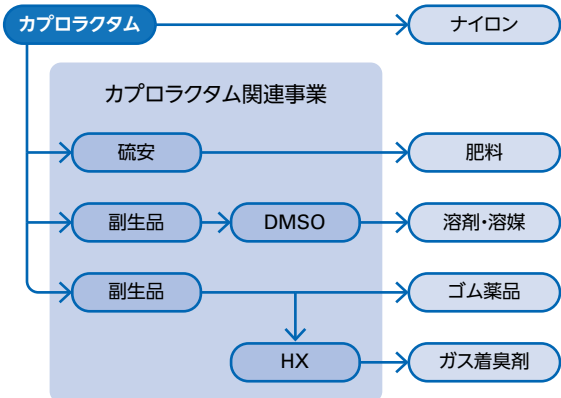 カプロラクタム
ナイロン
カプロラクタム関連事業
硫安
肥料
副生品
DMSO
溶剤・溶媒
副生品
ゴム薬品
HX
ガス着臭剤